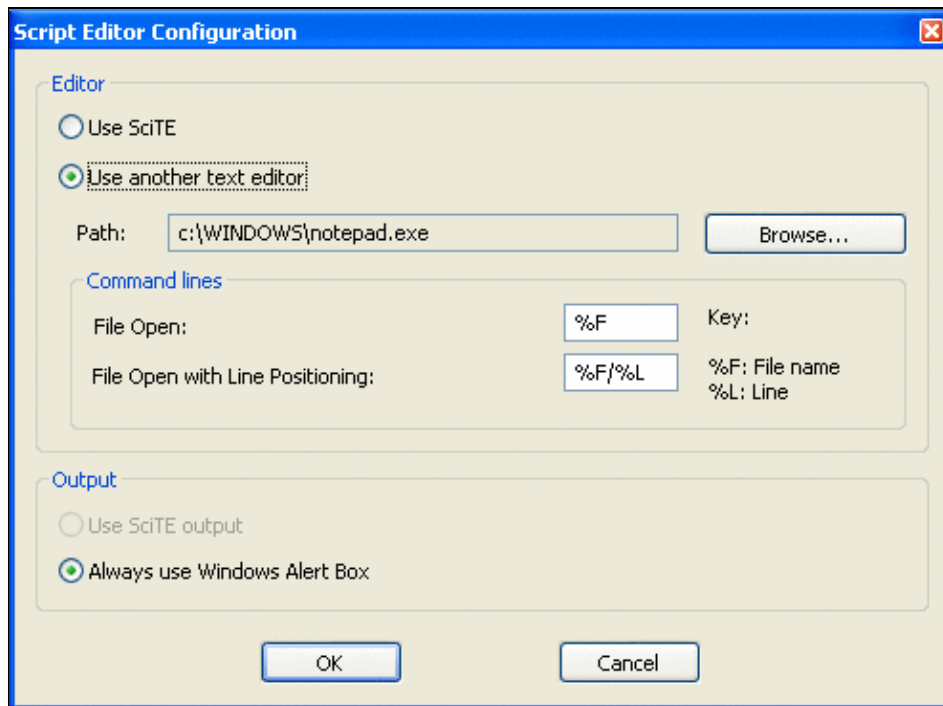 Script Editor Configuration
Editor
Use SciTE
Use another text editor
Path: c:\WINDOWS\notepad.exe Browse...
Command lines
File Open: %F Key:
File Open with Line Positioning: %F/%L %F: File name
%L: Line
Output
Use SciTE output
Always use Windows Alert Box
OK Cancel